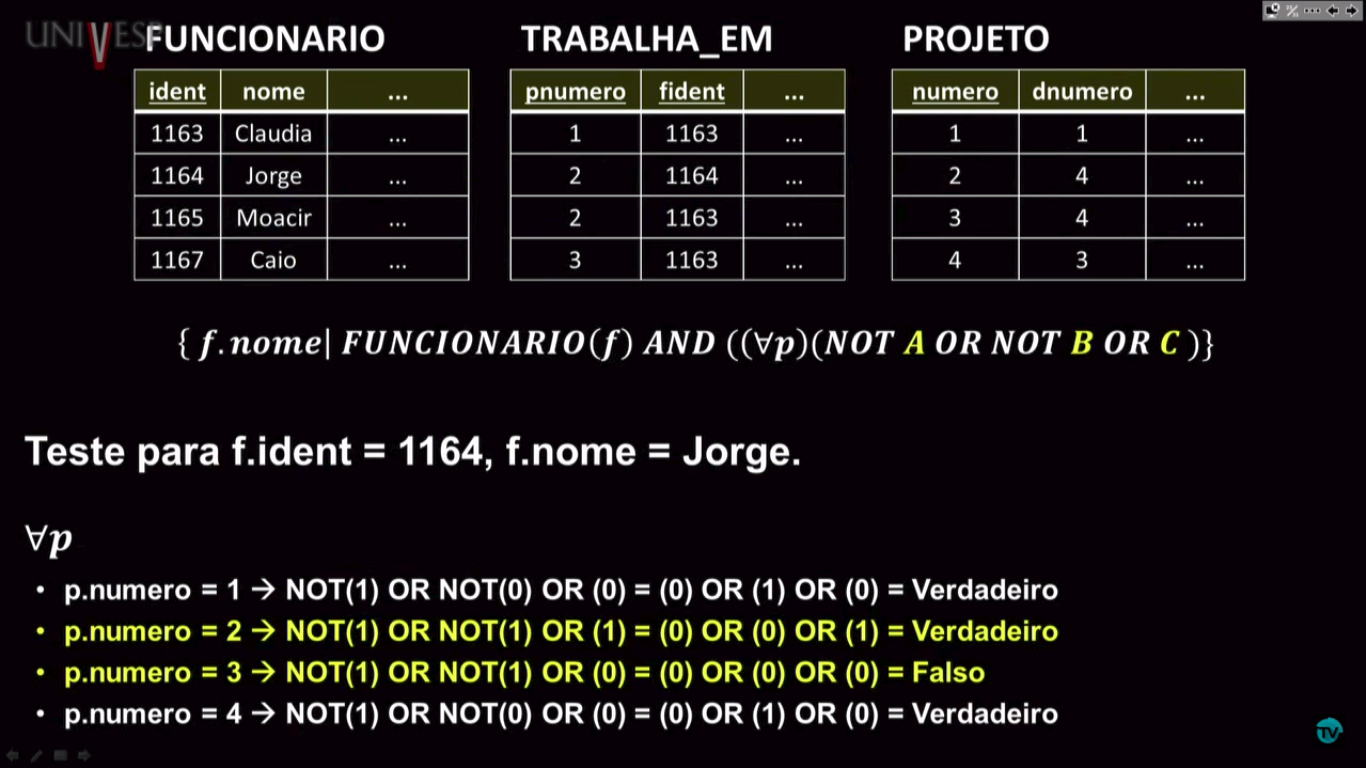 UNIVESP
FUNCIONARIO TRABALHA_EM PROJETO
ident nome ... pnumero fident ... numero dnumero ...
1163 Claudia ... 1 1163 ... 1 1 ...
1164 Jorge ... 2 1164 ... 2 4 ...
1165 Moacir ... 2 1163 ... 3 4 ...
1167 Caio ... 3 1163 ... 4 3 ...
{ f.nome| FUNCIONARIO(f) AND ((∀p)(NOT A OR NOT B OR C )}
Teste para f.ident = 1164, f.nome = Jorge.
∀p
• p.numero = 1 → NOT(1) OR NOT(0) OR (0) = (0) OR (1) OR (0) = Verdadeiro
• p.numero = 2 → NOT(1) OR NOT(1) OR (1) = (0) OR (0) OR (1) = Verdadeiro
• p.numero = 3 → NOT(1) OR NOT(1) OR (0) = (0) OR (0) OR (0) = Falso
• p.numero = 4 → NOT(1) OR NOT(0) OR (0) = (0) OR (1) OR (0) = Verdadeiro
TV